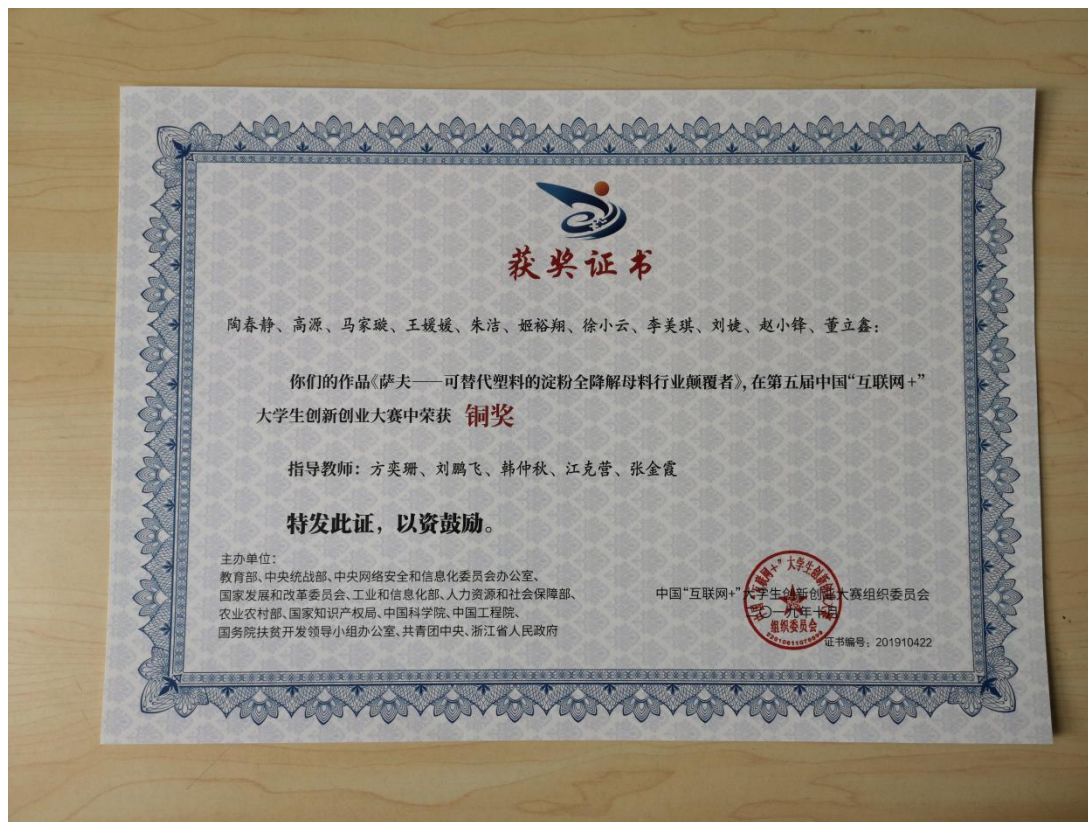 获奖证书
陶春静、高源、马家璇、王媛媛、朱洁、姬裕翔、徐小云、李美琪、刘婕、赵小锋、董立鑫：
你们的作品《萨夫——可替代塑料的淀粉全降解母料行业颠覆者》，在第五届中国“互联网+”
大学生创新创业大赛中荣获 铜奖
指导教师：方奕珊、刘鹏飞、韩仲秋、江克营、张金霞
特发此证，以资鼓励。
主办单位：
教育部、中央统战部、中央网络安全和信息化委员会办公室、
国家发展和改革委员会、工业和信息化部、人力资源和社会保障部、
农业农村部、国家知识产权局、中国科学院、中国工程院、
国务院扶贫开发领导小组办公室、共青团中央、浙江省人民政府
中国“互联网+”大学生创新创业大赛组织委员会
二〇一九年十月
组织委员会
证书编号：201910422